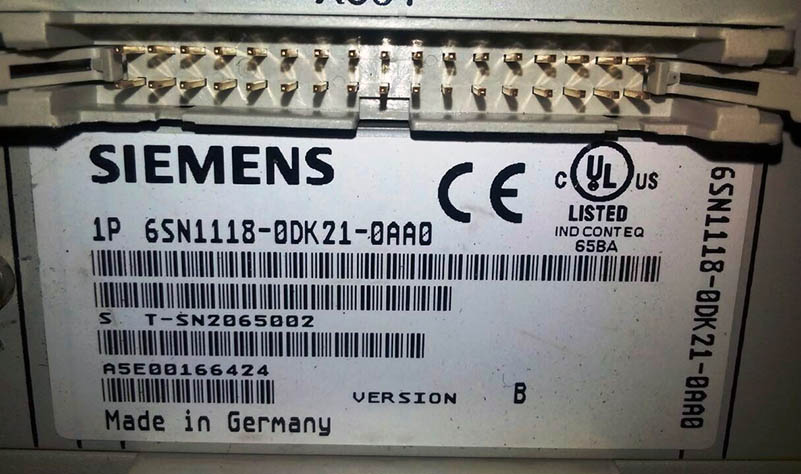 SIEMENS
CE
C UL US
LISTED
IND CONT EQ
65BA
1P 6SN1118-0DK21-0AA0
S T-SN2065002
A5E00166424
VERSION B
Made in Germany
6SN1118-0DK21-0AA0